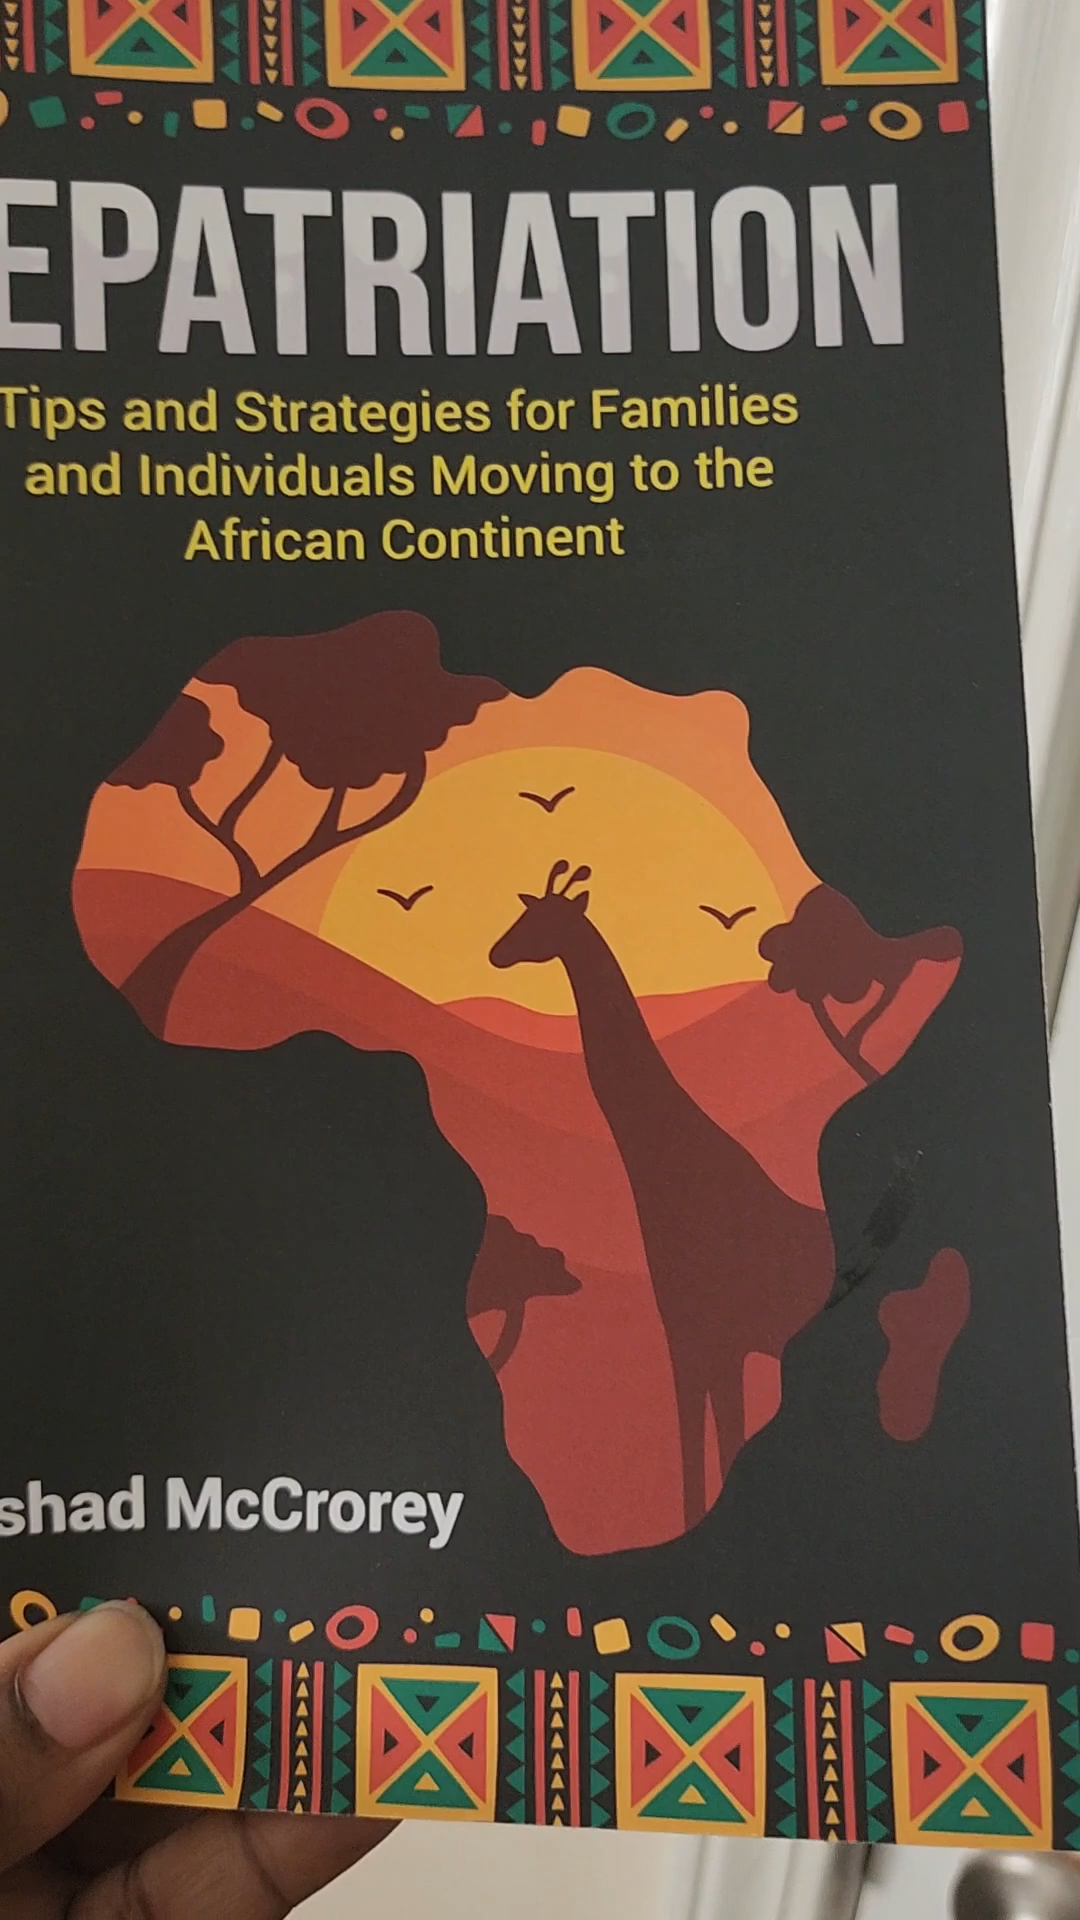 EPATRIATION
Tips and Strategies for Families
and Individuals Moving to the
African Continent
shad McCrorey